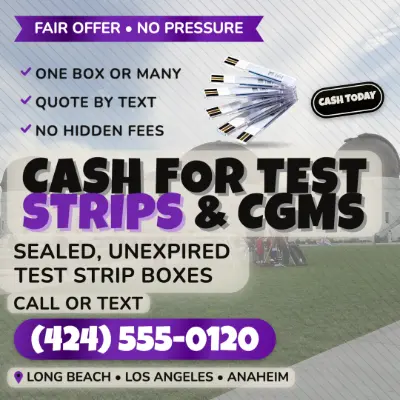 FAIR OFFER • NO PRESSURE
ONE BOX OR MANY
QUOTE BY TEXT
NO HIDDEN FEES
CASH TODAY
CASH FOR TEST
STRIPS & CGMS
SEALED, UNEXPIRED
TEST STRIP BOXES
CALL OR TEXT
(424) 555-0120
LONG BEACH • LOS ANGELES • ANAHEIM